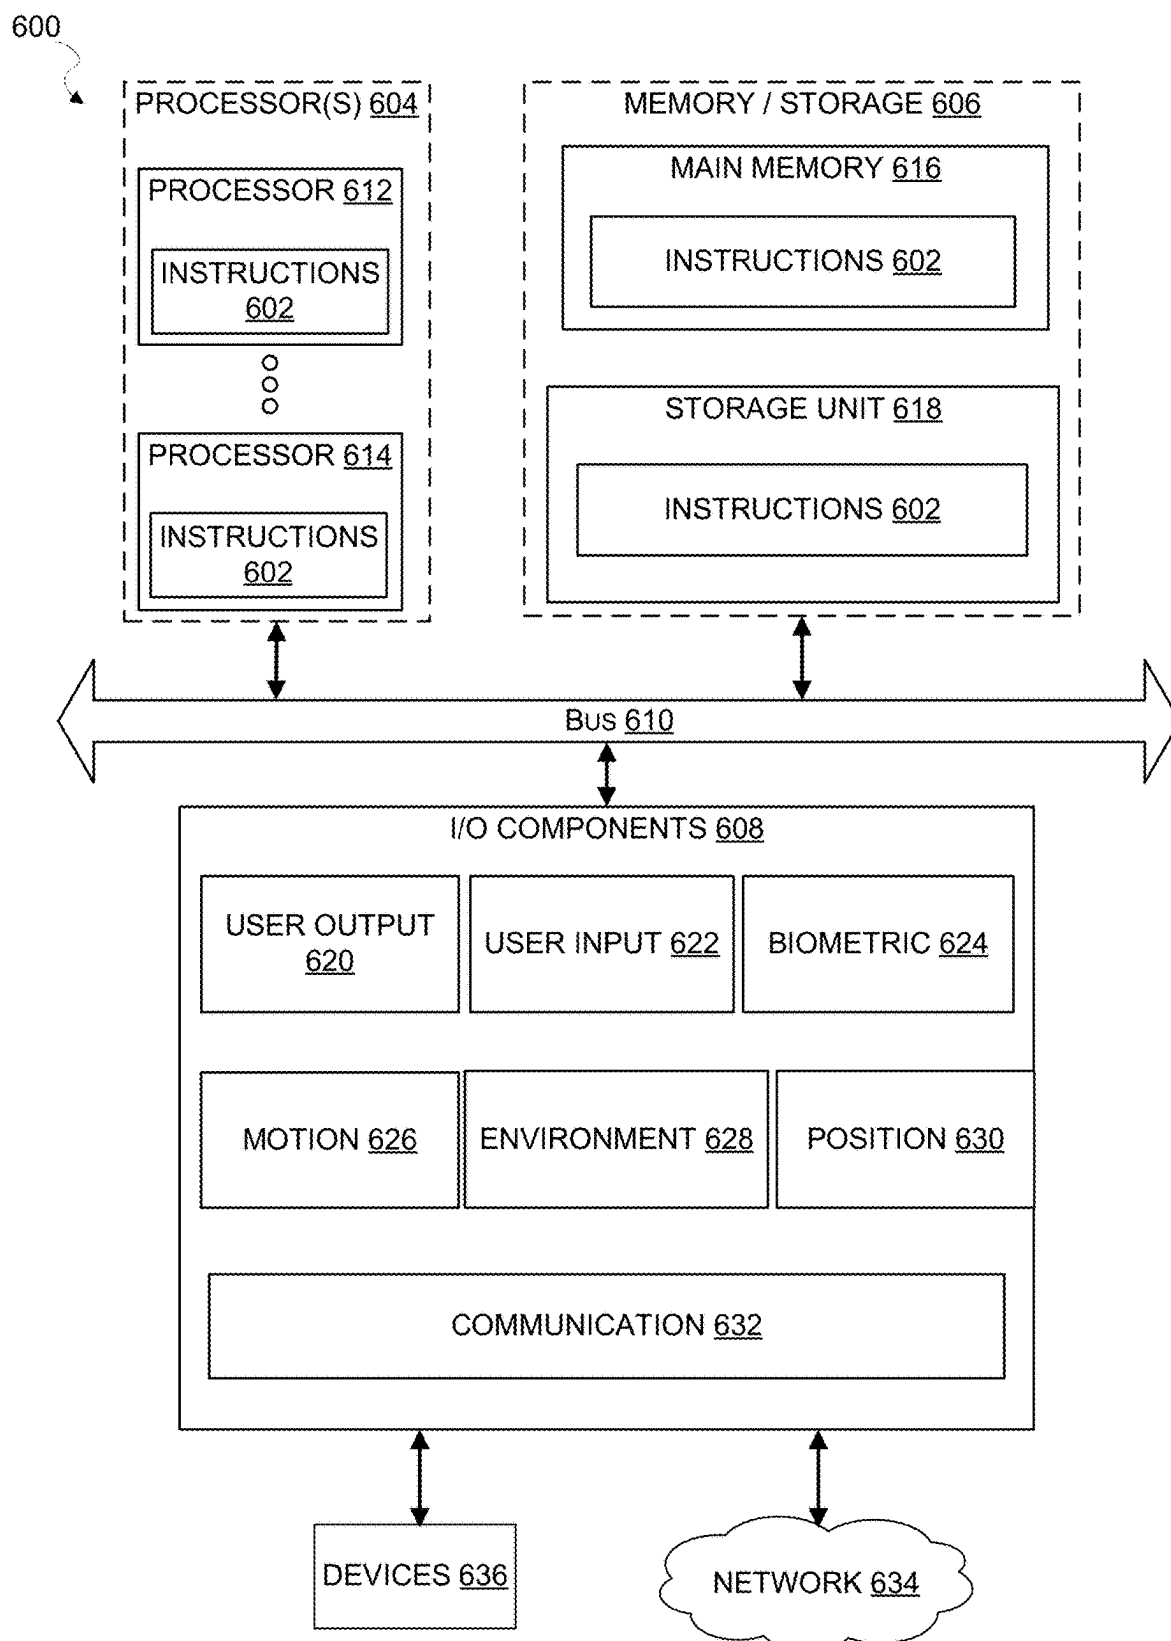 600
PROCESSOR(S) 604
PROCESSOR 612
INSTRUCTIONS
602
PROCESSOR 614
INSTRUCTIONS
602
MEMORY / STORAGE 606
MAIN MEMORY 616
INSTRUCTIONS 602
STORAGE UNIT 618
INSTRUCTIONS 602
BUS 610
I/O COMPONENTS 608
USER OUTPUT
620
USER INPUT 622
BIOMETRIC 624
MOTION 626
ENVIRONMENT 628
POSITION 630
COMMUNICATION 632
DEVICES 636
NETWORK 634